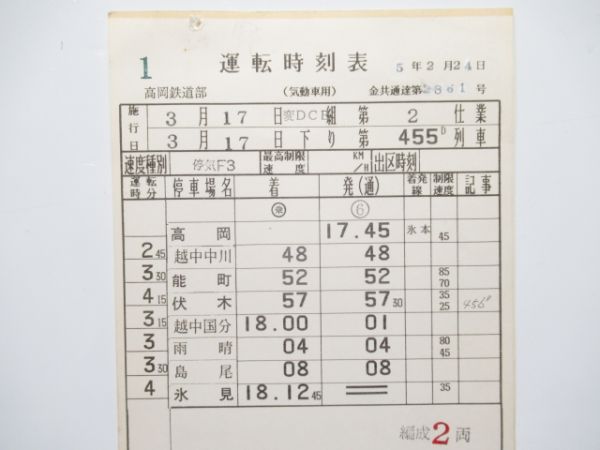 1 運転時刻表 5年2月24日
高岡鉄道部 (気動車用) 金共通達第2861号
施行日 3月17日変DCE組第2仕業
3月17日下り第455D列車
速度種別 停気F3 最高制限速度 KM/H 出区時刻
運転時分 停車場名 着 発(通) 着発線 制限速度 記事
乗 6
高岡 17.45 氷本 45
2 45 越中中川 48 48
3 30 能町 52 52 85 70
4 15 伏木 57 57 30 35 25 456D
3 15 越中国分 18.00 01
3 雨晴 04 04 80 45
3 30 島尾 08 08
4 氷見 18.12 45 35
編成2両